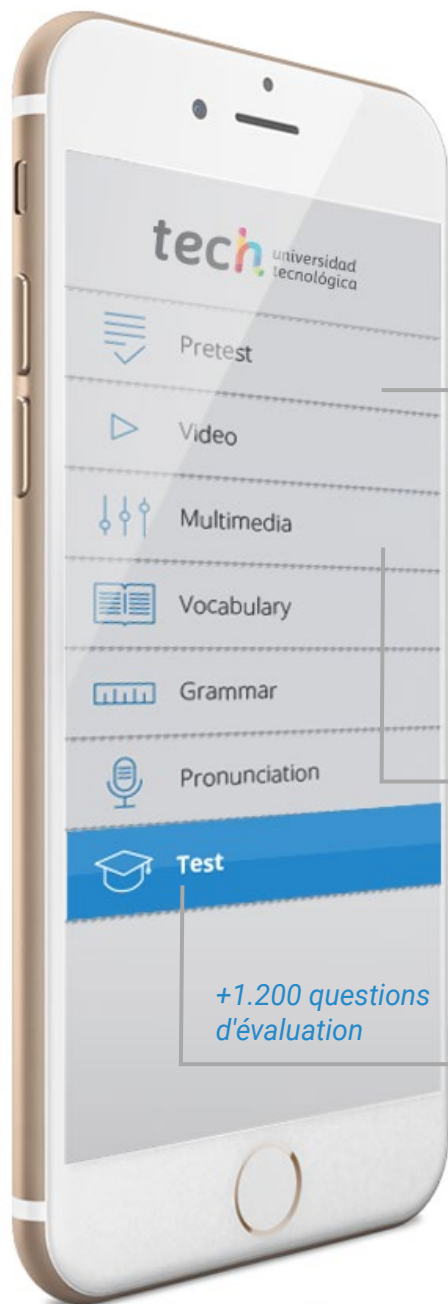 tech universidad
tecnológica
Pretest
Video
Multimedia
Vocabulary
Grammar
Pronunciation
Test
+1.200 questions
d'évaluation